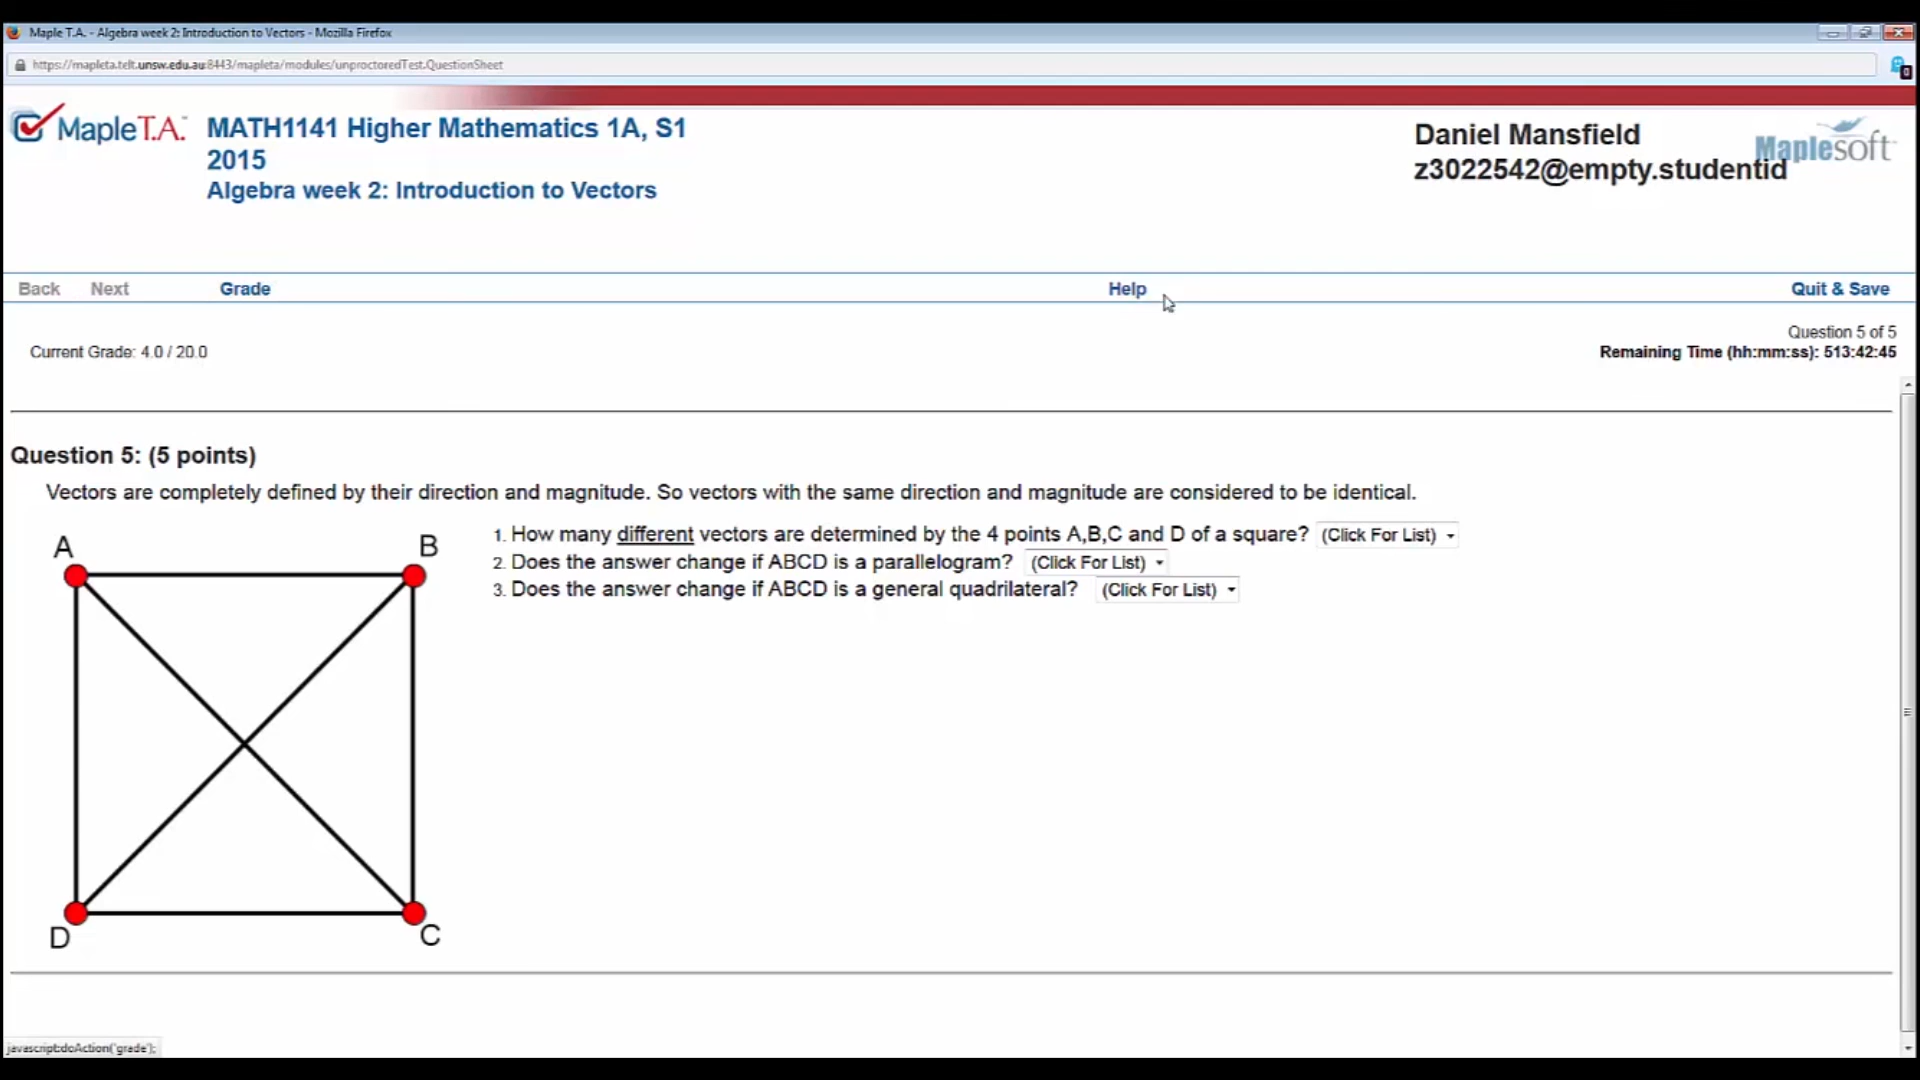 Maple T.A. - Algebra week 2: Introduction to Vectors - Mozilla Firefox
https://mapleta.telt.unsw.edu.au:8443/mapleta/modules/unproctoredTest.QuestionSheet
MapleT.A.™ MATH1141 Higher Mathematics 1A, S1
2015
Algebra week 2: Introduction to Vectors
Daniel Mansfield
z3022542@empty.studentid
Maplesoft
Back Next Grade Help Quit & Save
Question 5 of 5
Current Grade: 4.0 / 20.0
Remaining Time (hh:mm:ss): 513:42:45
Question 5: (5 points)
Vectors are completely defined by their direction and magnitude. So vectors with the same direction and magnitude are considered to be identical.
A B
D C
1. How many different vectors are determined by the 4 points A,B,C and D of a square? (Click For List)
2. Does the answer change if ABCD is a parallelogram? (Click For List)
3. Does the answer change if ABCD is a general quadrilateral? (Click For List)
javascript:doAction('grade');